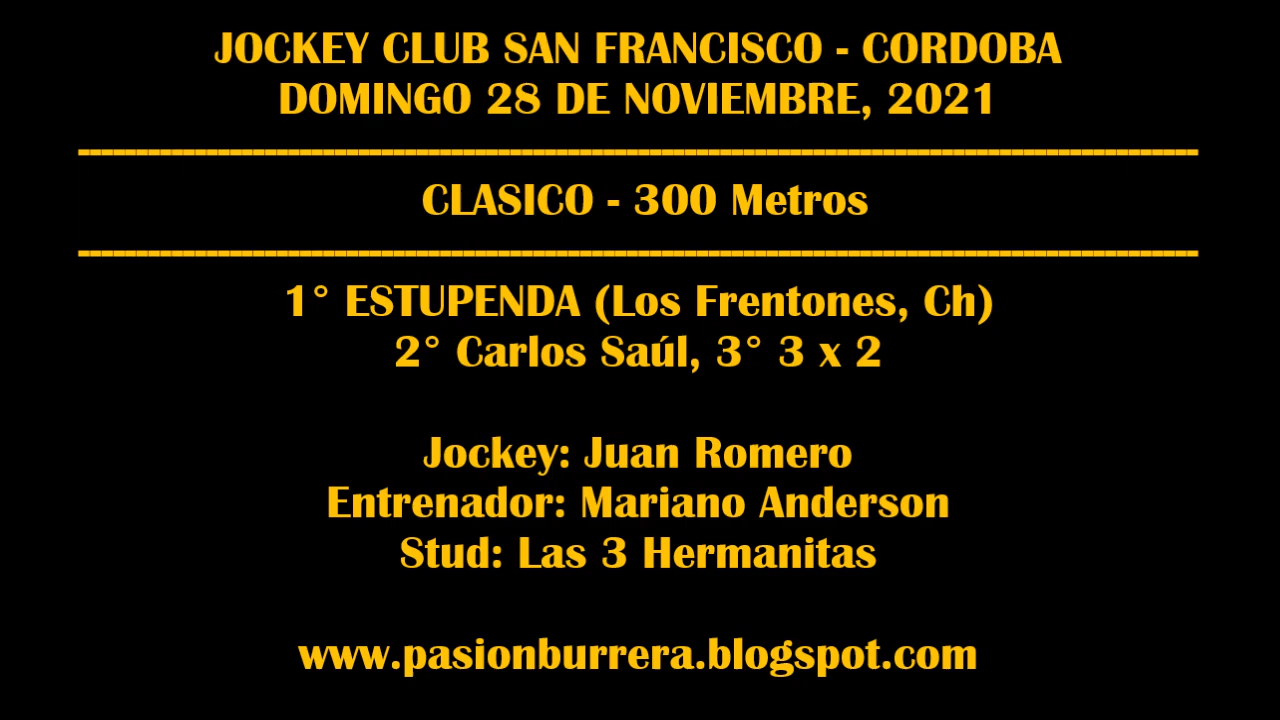 JOCKEY CLUB SAN FRANCISCO - CORDOBA
DOMINGO 28 DE NOVIEMBRE, 2021
CLASICO - 300 Metros
1° ESTUPENDA (Los Frentones, Ch)
2° Carlos Saúl, 3° 3 x 2
Jockey: Juan Romero
Entrenador: Mariano Anderson
Stud: Las 3 Hermanitas
www.pasionburrera.blogspot.com